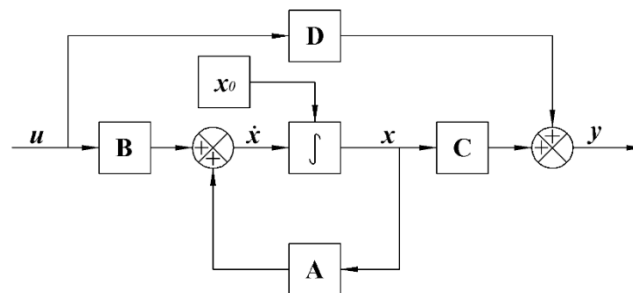 D
x₀
u B + + ẋ ∫ x C + + y
A